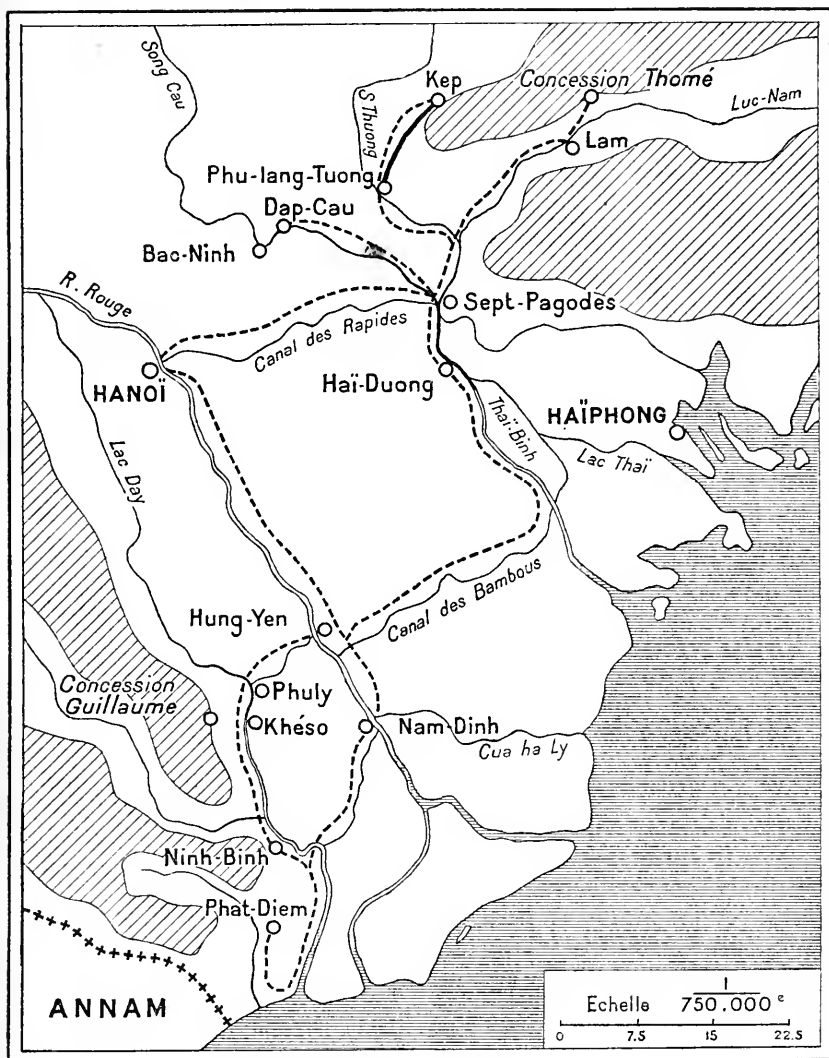 Song Cau
S Thuong
Kep
Concession Thomé
Luc-Nam
Lam
Phu-lang-Tuong
Dap-Cau
Bac-Ninh
R. Rouge
Sept-Pagodes
Canal des Rapides
HANOÏ
Haï-Duong
Thaï-Binh
HAÏPHONG
Lac Thaï
Lac Day
Hung-Yen
Canal des Bambous
Concession
Guillaume
Phuly
Khéso
Nam-Dinh
Cua ha Ly
Ninh-Binh
Phat-Diem
ANNAM
Echelle 1/750.000e
0 7.5 15 22.5